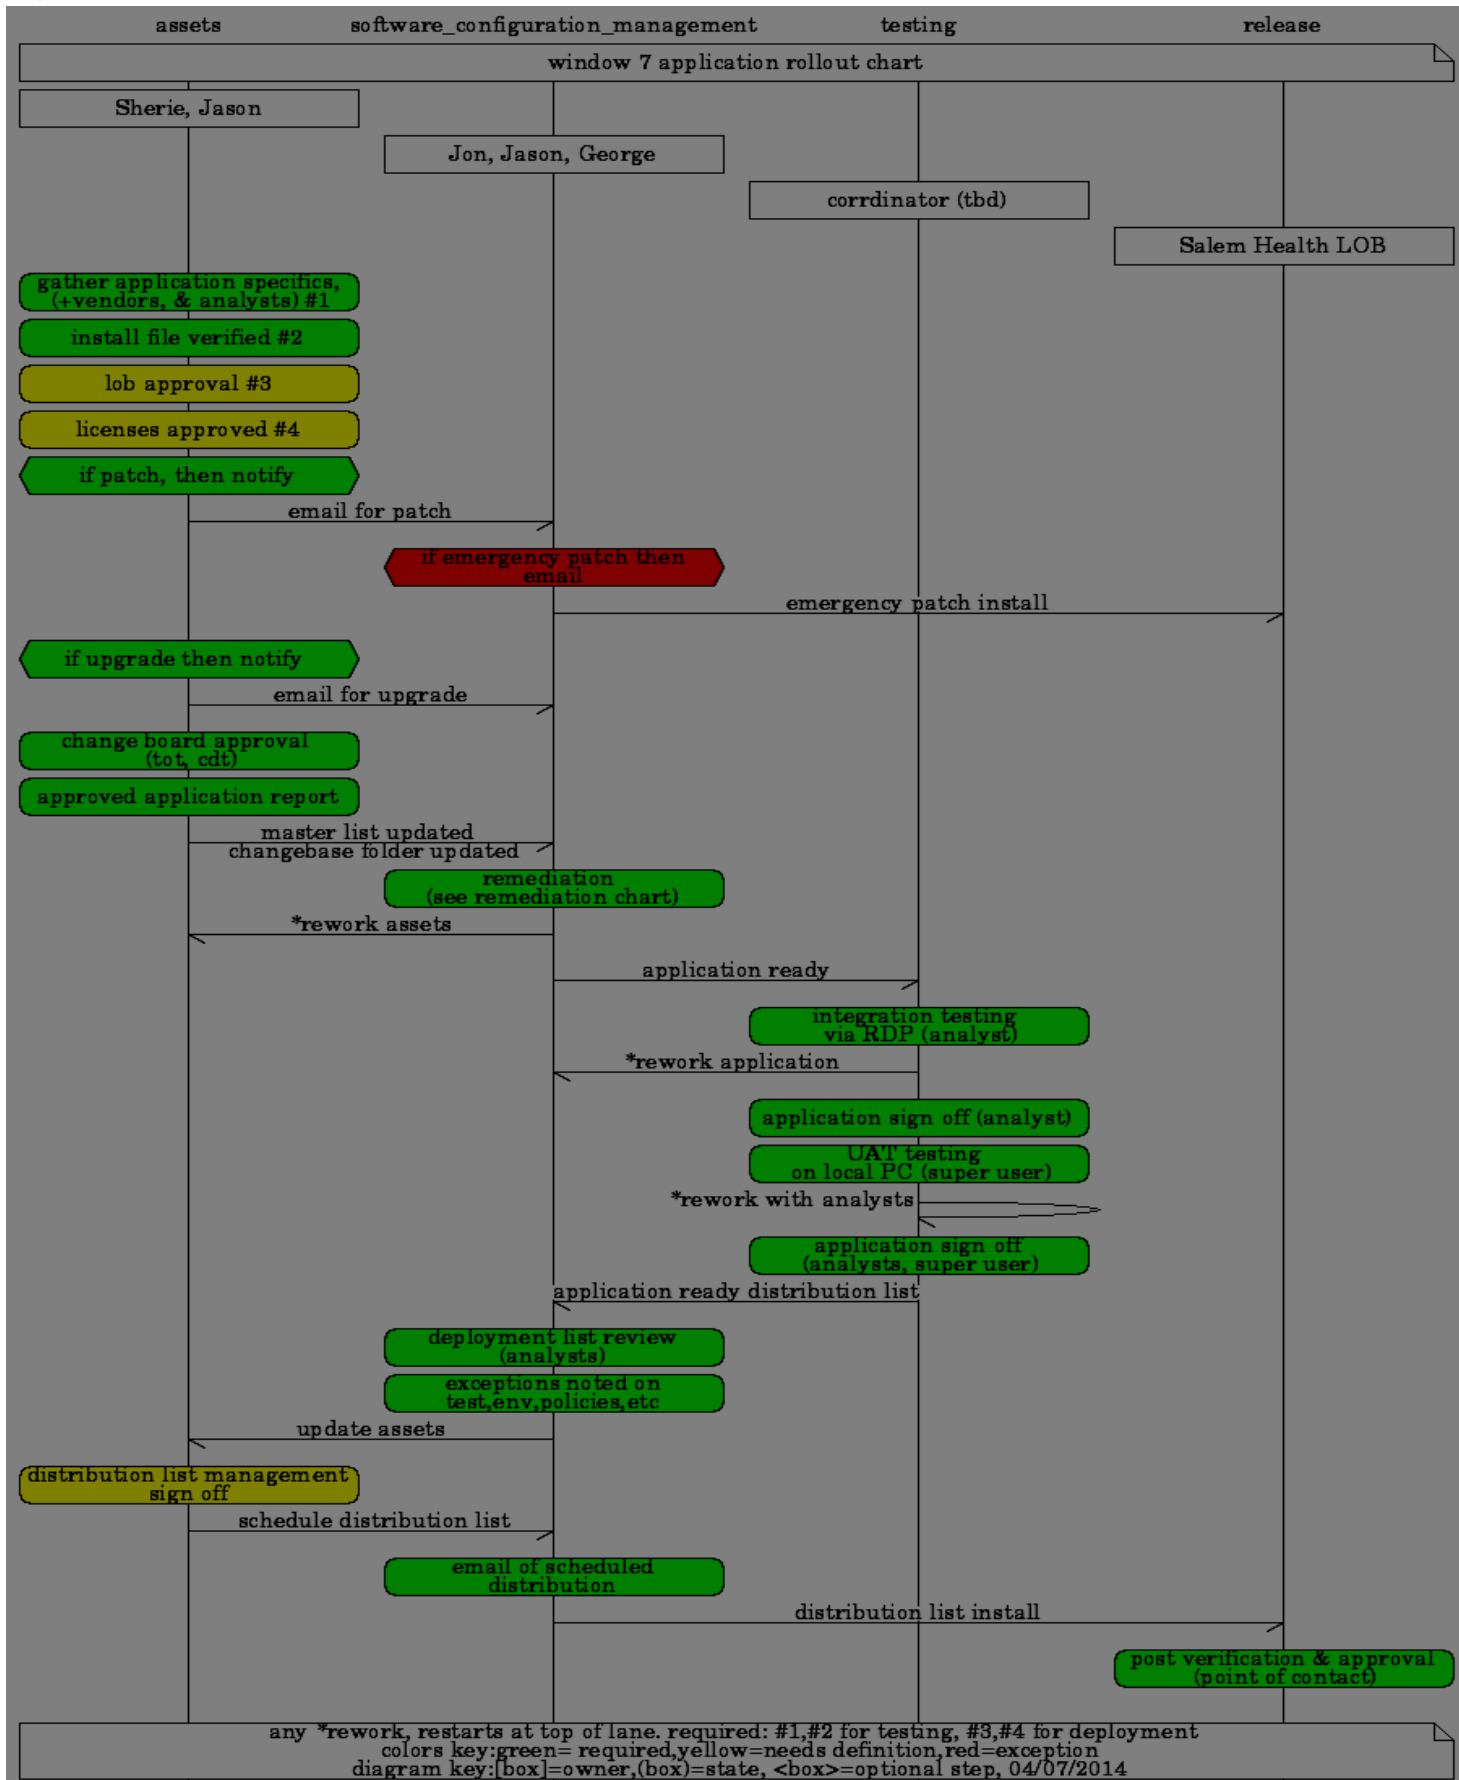 assets software_configuration_management testing release
window 7 application rollout chart
Sherie, Jason
Jon, Jason, George
corrdinator (tbd)
Salem Health LOB
gather application specifics,
(+vendors, & analysts) #1
install file verified #2
lob approval #3
licenses approved #4
if patch, then notify
email for patch
if emergency patch then
email
emergency patch install
if upgrade then notify
email for upgrade
change board approval
(tot, cdt)
approved application report
master list updated
changebase folder updated
remediation
(see remediation chart)
*rework assets
application ready
integration testing
via RDP (analyst)
*rework application
application sign off (analyst)
UAT testing
on local PC (super user)
*rework with analysts
application sign off
(analysts, super user)
application ready distribution list
deployment list review
(analysts)
exceptions noted on
test,env,policies,etc
update assets
distribution list management
sign off
schedule distribution list
email of scheduled
distribution
distribution list install
post verification & approval
(point of contact)
any *rework, restarts at top of lane. required: #1,#2 for testing, #3,#4 for deployment
colors key:green= required,yellow=needs definition,red=exception
diagram key:[box]=owner,(box)=state, <box>=optional step, 04/07/2014